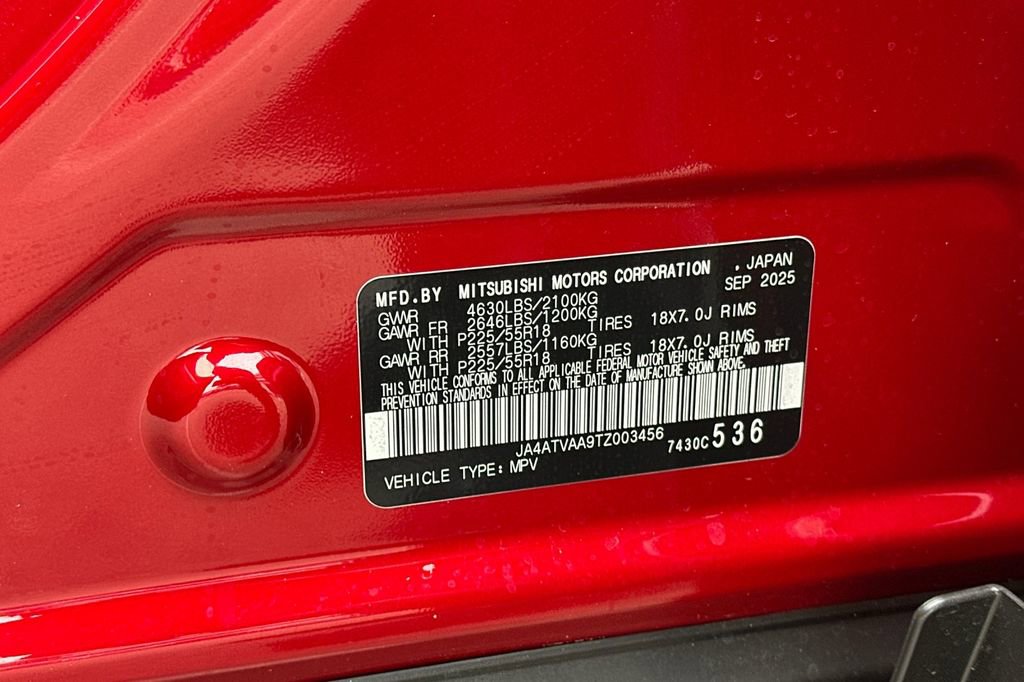 MFD.BY MITSUBISHI MOTORS CORPORATION , JAPAN
SEP 2025
GVWR 4630LBS/2100KG
GAWR FR 2646LBS/1200KG TIRES 18X7.0J RIMS
WITH P225/55R18
GAWR RR 2557LBS/1160KG TIRES 18X7.0J RIMS
WITH P225/55R18
THIS VEHICLE CONFORMS TO ALL APPLICABLE FEDERAL MOTOR VEHICLE SAFETY AND THEFT
PREVENTION STANDARDS IN EFFECT ON THE DATE OF MANUFACTURE SHOWN ABOVE.
JA4ATVAA9TZ003456 7430C536
VEHICLE TYPE: MPV